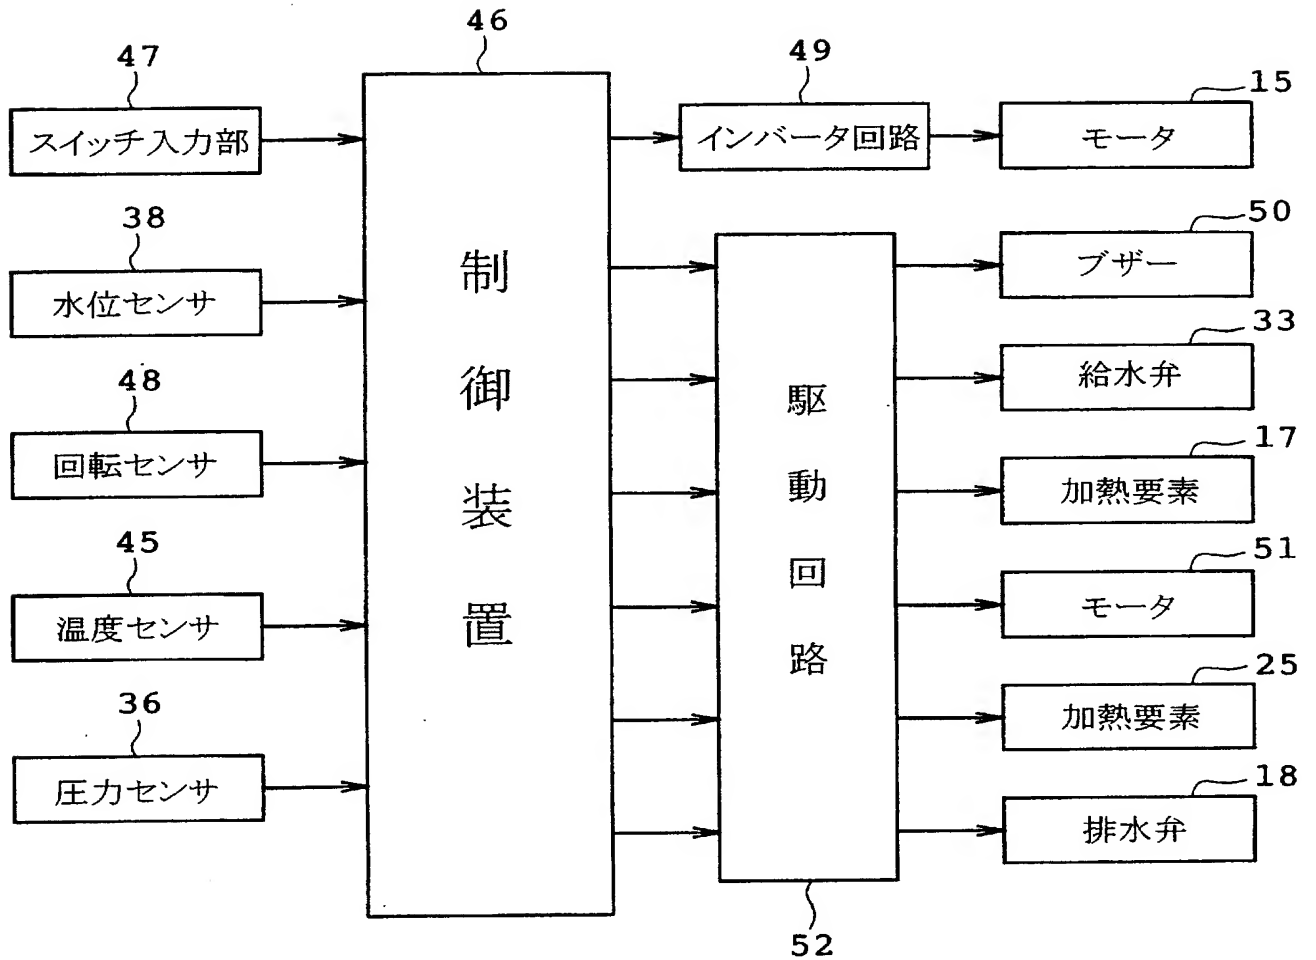 46
47
49
15
スイッチ入力部
インバータ回路
モータ
38
50
水位センサ
ブザー
33
給水弁
48
17
回転センサ
加熱要素
45
51
温度センサ
モータ
36
25
圧力センサ
加熱要素
18
排水弁
制御装置
駆動回路
52